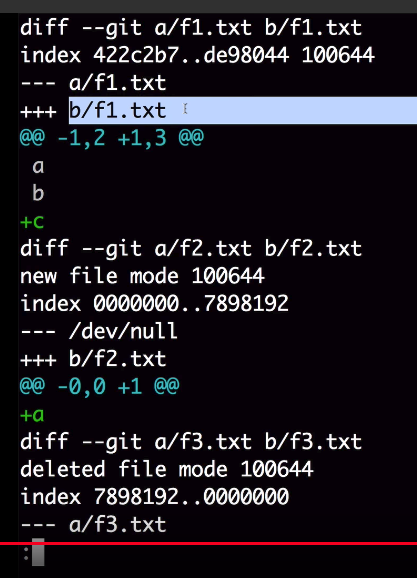 diff --git a/f1.txt b/f1.txt
index 422c2b7..de98044 100644
--- a/f1.txt
+++ b/f1.txt
@@ -1,2 +1,3 @@
 a
 b
+c
diff --git a/f2.txt b/f2.txt
new file mode 100644
index 0000000..7898192
--- /dev/null
+++ b/f2.txt
@@ -0,0 +1 @@
+a
diff --git a/f3.txt b/f3.txt
deleted file mode 100644
index 7898192..0000000
--- a/f3.txt
: